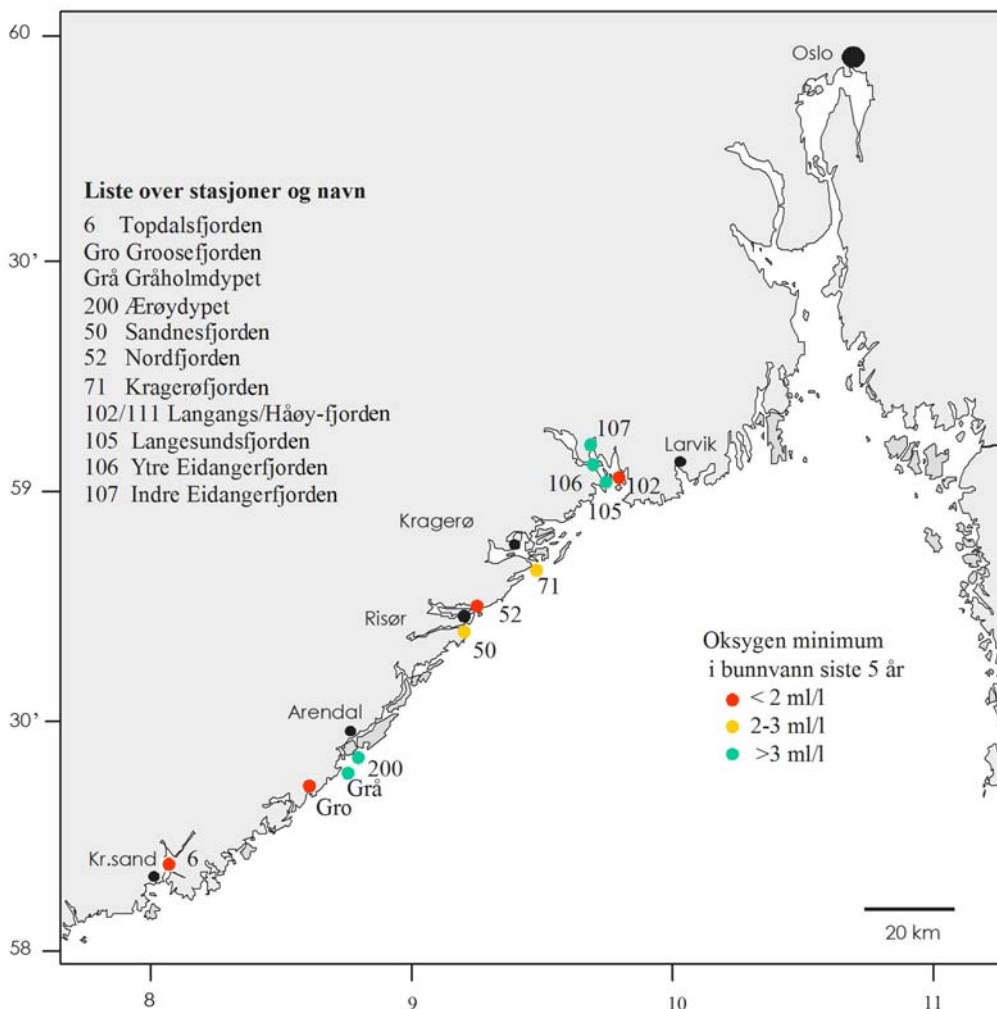 60
Oslo
Liste over stasjoner og navn
6 Topdalsfjorden
Gro Groosefjorden
30’
Grå Gråholmdypet
200 Ærøydypet
50 Sandnesfjorden
52 Nordfjorden
71 Kragerøfjorden
102/111 Langangs/Håøy-fjorden
105 Langesundsfjorden
106 Ytre Eidangerfjorden
107 Indre Eidangerfjorden
107
Larvik
59
106
102
105
Kragerø
71
Risør
52
50
Oksygen minimum
i bunnvann siste 5 år
< 2 ml/l
2-3 ml/l
>3 ml/l
Arendal
30’
200
Grå
Gro
Kr.sand
6
20 km
58
8
9
10
11